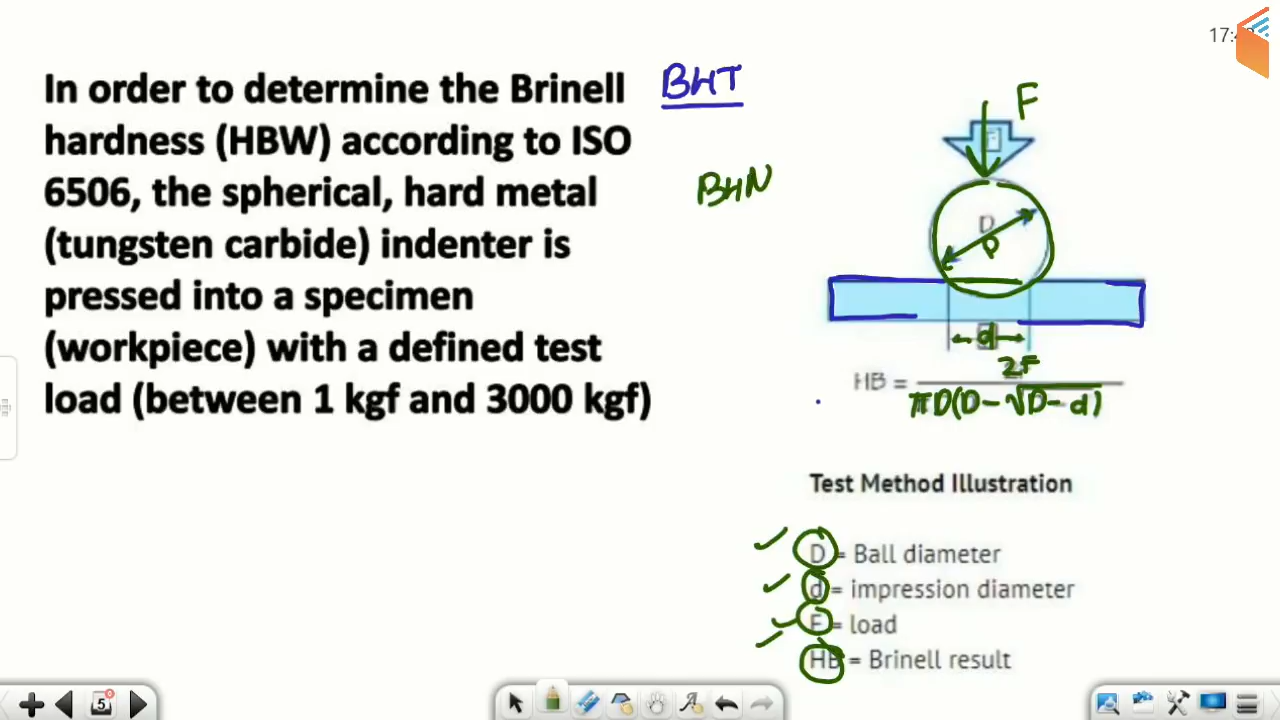 In order to determine the Brinell
hardness (HBW) according to ISO
6506, the spherical, hard metal
(tungsten carbide) indenter is
pressed into a specimen
(workpiece) with a defined test
load (between 1 kgf and 3000 kgf)
BHT
BHN
F
D
d
2F
HB =
πD(D-√D-d)
Test Method Illustration
D = Ball diameter
d = impression diameter
F = load
HB = Brinell result
5